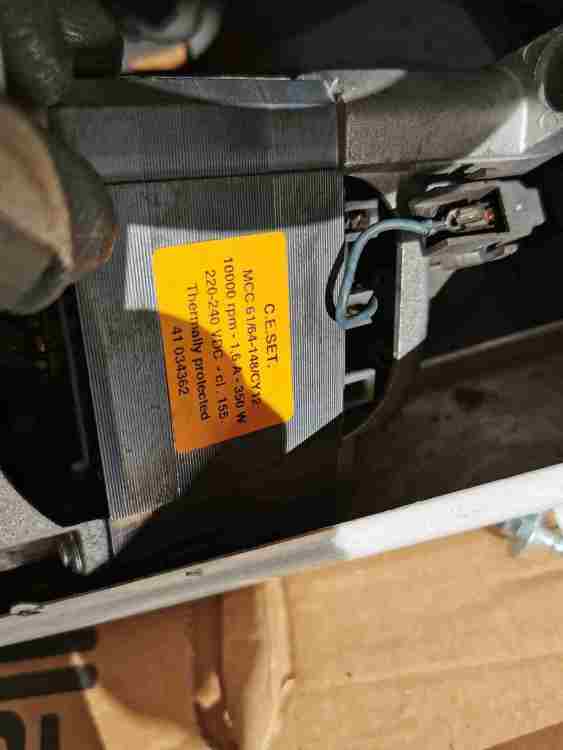 C.E.SET.
MCC 61/64-148/CY12
10000 rpm - 1,6 A - 350 W
220-240 VDC - cl. 155
Thermally protected
41 034362